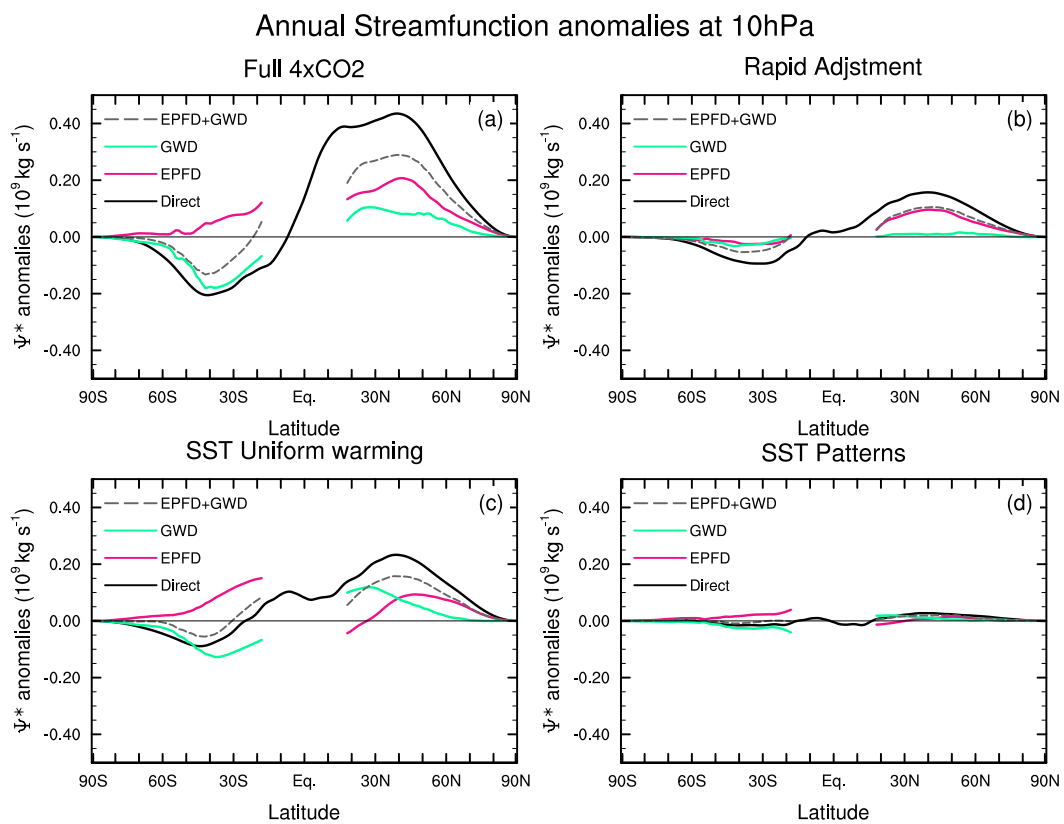 Annual Streamfunction anomalies at 10hPa
Full 4xCO2
Rapid Adjstment
(a)
EPFD+GWD
GWD
EPFD
Direct
0.40
0.20
0.00
-0.20
-0.40
Ψ* anomalies (10⁹ kg s⁻¹)
90S 60S 30S Eq. 30N 60N 90N
Latitude
(b)
EPFD+GWD
GWD
EPFD
Direct
0.40
0.20
0.00
-0.20
-0.40
Ψ* anomalies (10⁹ kg s⁻¹)
90S 60S 30S Eq. 30N 60N 90N
Latitude
SST Uniform warming
SST Patterns
(c)
EPFD+GWD
GWD
EPFD
Direct
0.40
0.20
0.00
-0.20
-0.40
Ψ* anomalies (10⁹ kg s⁻¹)
90S 60S 30S Eq. 30N 60N 90N
Latitude
(d)
EPFD+GWD
GWD
EPFD
Direct
0.40
0.20
0.00
-0.20
-0.40
Ψ* anomalies (10⁹ kg s⁻¹)
90S 60S 30S Eq. 30N 60N 90N
Latitude